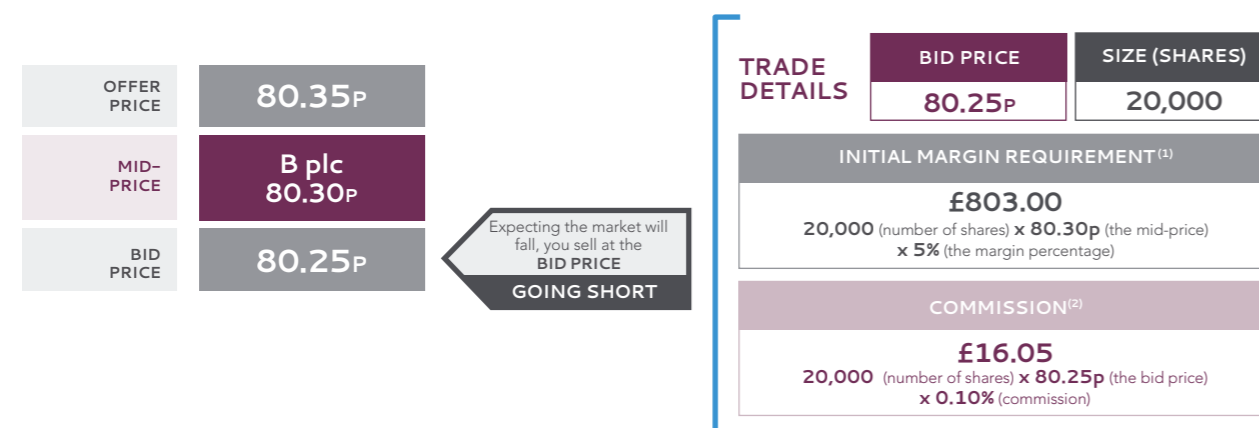 OFFER
PRICE
80.35P
MID-
PRICE
B plc
80.30P
BID
PRICE
80.25P
Expecting the market will
fall, you sell at the
BID PRICE
GOING SHORT
TRADE
DETAILS
BID PRICE
80.25P
SIZE (SHARES)
20,000
INITIAL MARGIN REQUIREMENT(1)
£803.00
20,000 (number of shares) x 80.30p (the mid-price)
x 5% (the margin percentage)
COMMISSION(2)
£16.05
20,000 (number of shares) x 80.25p (the bid price)
x 0.10% (commission)